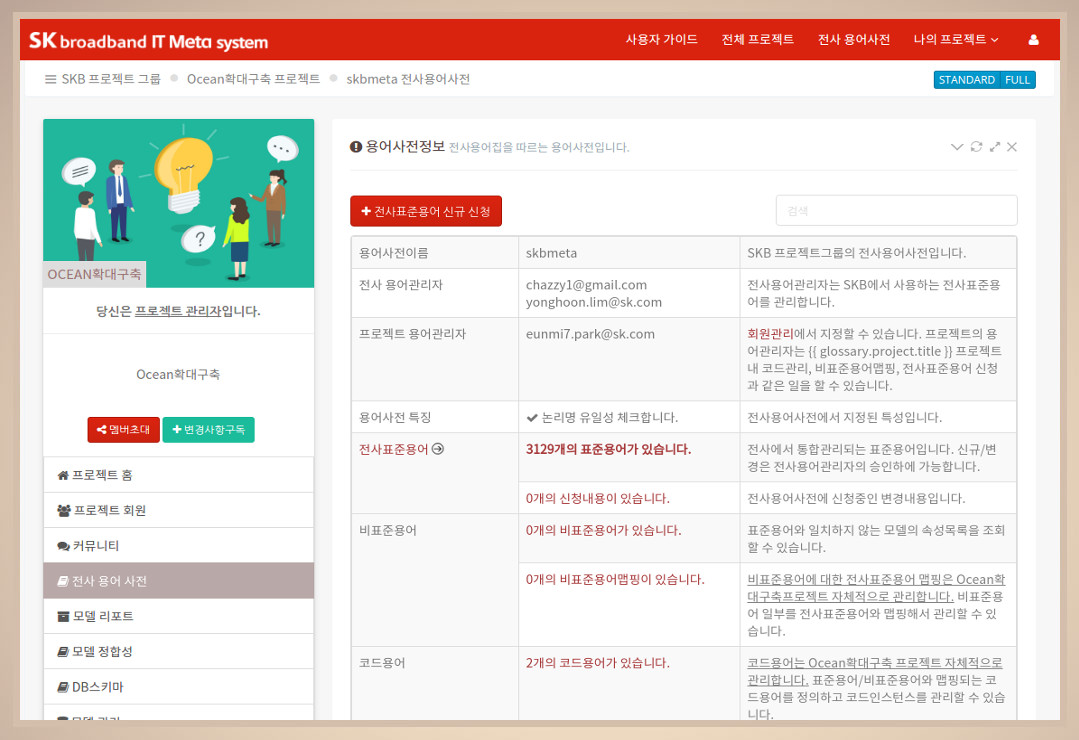 SK broadband IT Meta system
사용자 가이드 전체 프로젝트 전사 용어사전 나의 프로젝트
SKB 프로젝트 그룹 Ocean확대구축 프로젝트 skbmeta 전사용어사전
STANDARD FULL
?
OCEAN확대구축
당신은 프로젝트 관리자입니다.
Ocean확대구축
멤버초대 변경사항구독
프로젝트 홈
프로젝트 회원
커뮤니티
전사 용어 사전
모델 리포트
모델 정합성
DB스키마
용어사전정보 전사용어집을 따르는 용어사전입니다.
전사표준용어 신규 신청
검색
용어사전이름 skbmeta SKB 프로젝트그룹의 전사용어사전입니다.
전사 용어관리자 chazzy1@gmail.com 전사용어관리자는 SKB에서 사용하는 전사표준용
yonghoon.lim@sk.com 어를 관리합니다.
프로젝트 용어관리자 eunmi7.park@sk.com 회원관리에서 지정할 수 있습니다. 프로젝트의 용
어관리자는 {{ glossary.project.title }} 프로젝트
내 코드관리, 비표준용어맵핑, 전사표준용어 신청
과 같은 일을 할 수 있습니다.
용어사전 특징 논리명 유일성 체크합니다. 전사용어사전에서 지정된 특성입니다.
전사표준용어 3129개의 표준용어가 있습니다. 전사에서 통합관리되는 표준용어입니다. 신규/변
경은 전사용어관리자의 승인하에 가능합니다.
0개의 신청내용이 있습니다. 전사용어사전에 신청중인 변경내용입니다.
비표준용어 0개의 비표준용어가 있습니다. 표준용어와 일치하지 않는 모델의 속성목록을 조회
할 수 있습니다.
0개의 비표준용어맵핑이 있습니다. 비표준용어에 대한 전사표준용어 맵핑은 Ocean확
대구축프로젝트 자체적으로 관리합니다. 비표준용
어 일부를 전사표준용어와 맵핑해서 관리할 수 있
습니다.
코드용어 2개의 코드용어가 있습니다. 코드용어는 Ocean확대구축 프로젝트 자체적으로
관리합니다. 표준용어/비표준용어와 맵핑되는 코
드용어를 정의하고 코드인스턴스를 관리할 수 있습
니다.